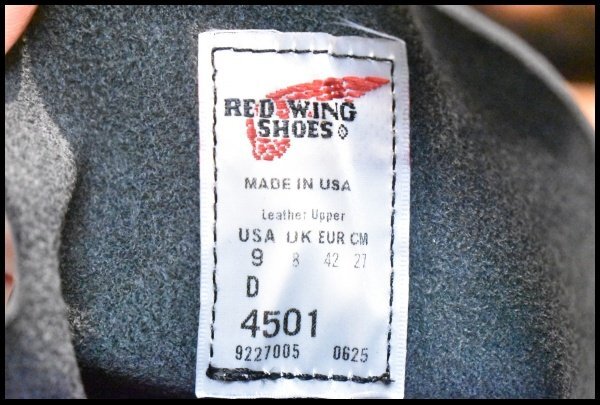 RED WING
SHOES
MADE IN USA
Leather Upper
USA UK EUR CM
9 8 42 27
D
4501
9227005 0625